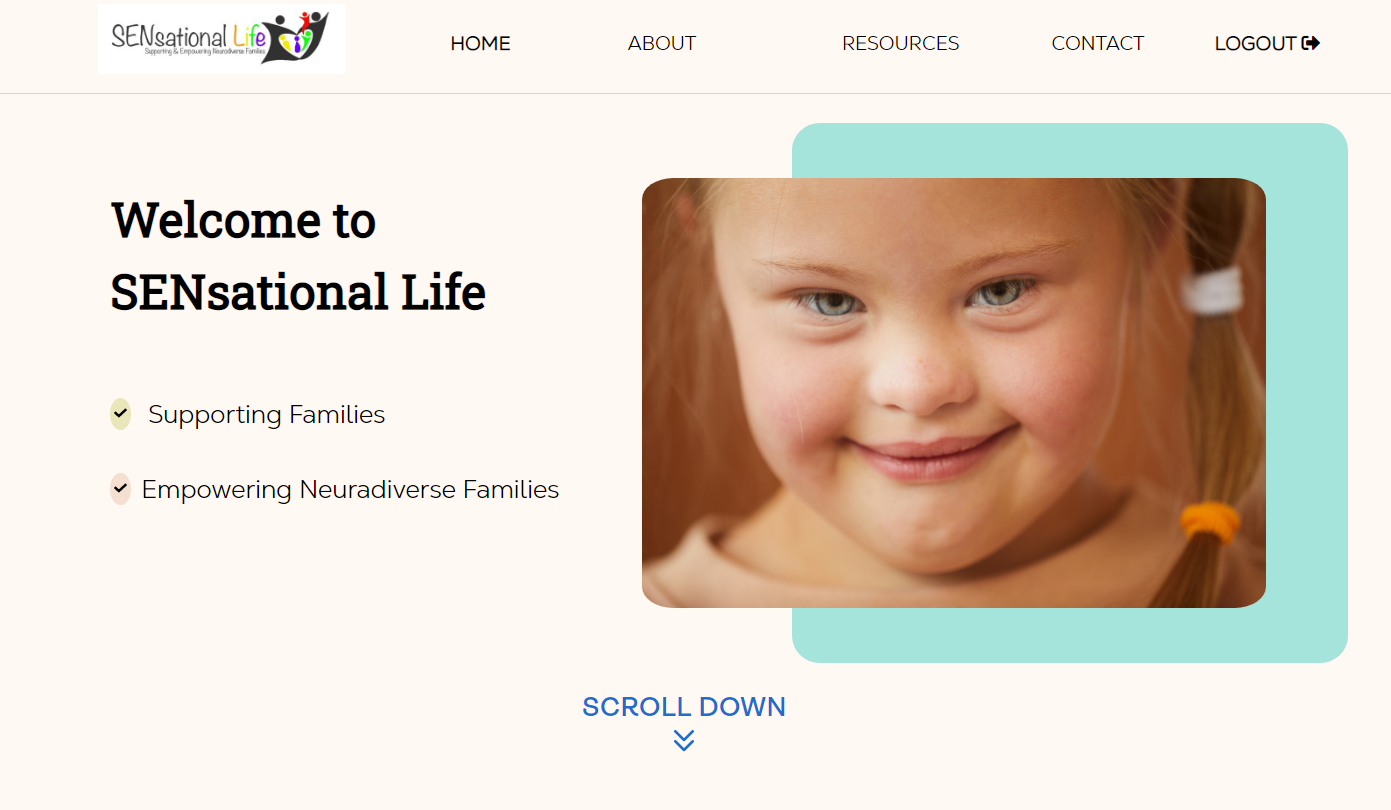 SENsational Life
Supporting & Empowering Neurodiverse Families
HOME
ABOUT
RESOURCES
CONTACT
LOGOUT
Welcome to
SENsational Life
Supporting Families
Empowering Neuradiverse Families
SCROLL DOWN